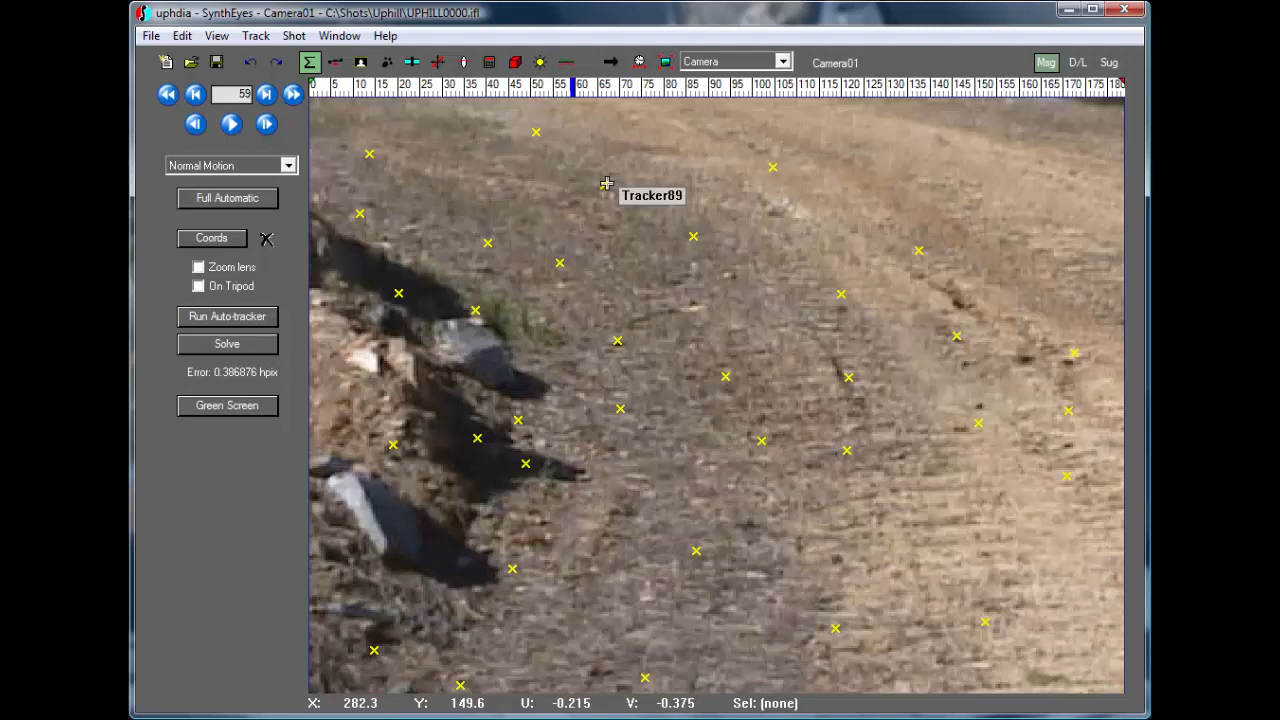 uphdia - SynthEyes - Camera01 - C:\Shots\Uphill\UPHILL0000.ifl
File Edit View Track Shot Window Help
Camera Camera01 Msg D/L Sug
59
0 5 10 15 20 25 30 35 40 45 50 55 60 65 70 75 80 85 90 95 100 105 110 115 120 125 130 135 140 145 150 155 160 165 170 175 180
Normal Motion
Full Automatic
Coords
Zoom lens
On Tripod
Run Auto-tracker
Solve
Error: 0.386876 hpix
Green Screen
Tracker89
X: 282.3 Y: 149.6 U: -0.215 V: -0.375 Sel: (none)